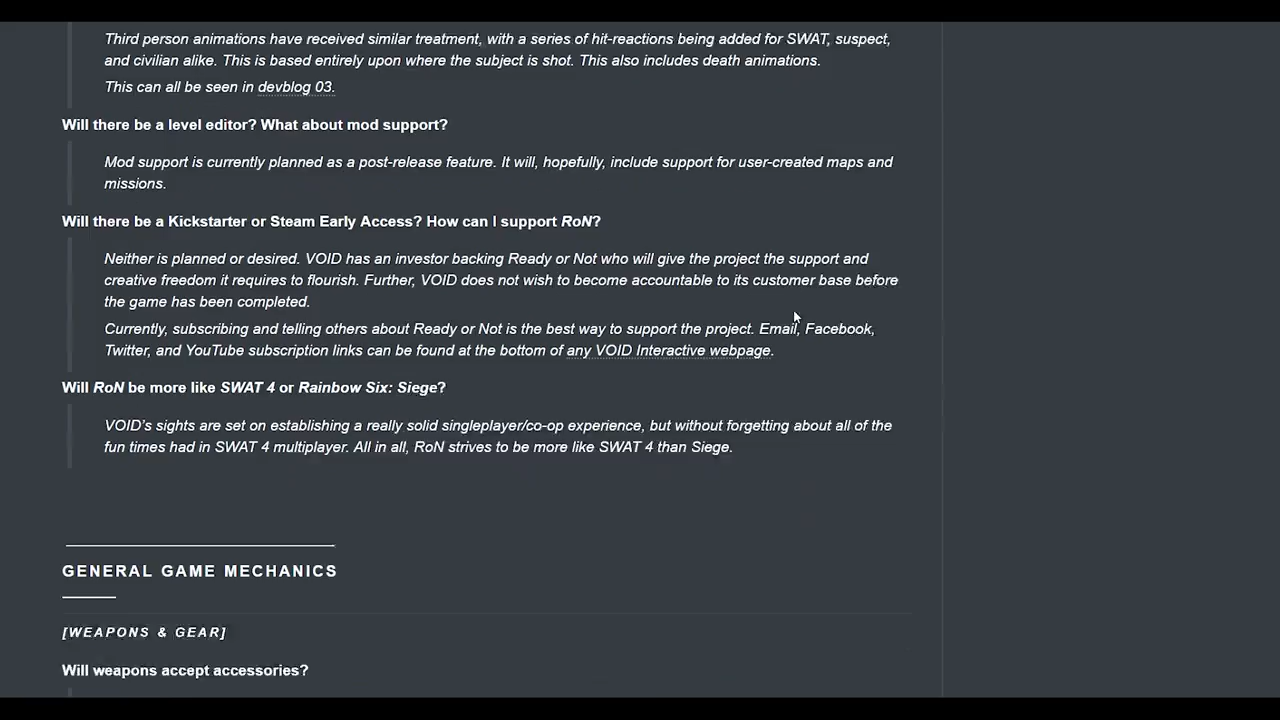 Third person animations have received similar treatment, with a series of hit-reactions being added for SWAT, suspect,
and civilian alike. This is based entirely upon where the subject is shot. This also includes death animations.
This can all be seen in devblog 03.
Will there be a level editor? What about mod support?
Mod support is currently planned as a post-release feature. It will, hopefully, include support for user-created maps and
missions.
Will there be a Kickstarter or Steam Early Access? How can I support RoN?
Neither is planned or desired. VOID has an investor backing Ready or Not who will give the project the support and
creative freedom it requires to flourish. Further, VOID does not wish to become accountable to its customer base before
the game has been completed.
Currently, subscribing and telling others about Ready or Not is the best way to support the project. Email, Facebook,
Twitter, and YouTube subscription links can be found at the bottom of any VOID Interactive webpage.
Will RoN be more like SWAT 4 or Rainbow Six: Siege?
VOID’s sights are set on establishing a really solid singleplayer/co-op experience, but without forgetting about all of the
fun times had in SWAT 4 multiplayer. All in all, RoN strives to be more like SWAT 4 than Siege.
GENERAL GAME MECHANICS
[WEAPONS & GEAR]
Will weapons accept accessories?